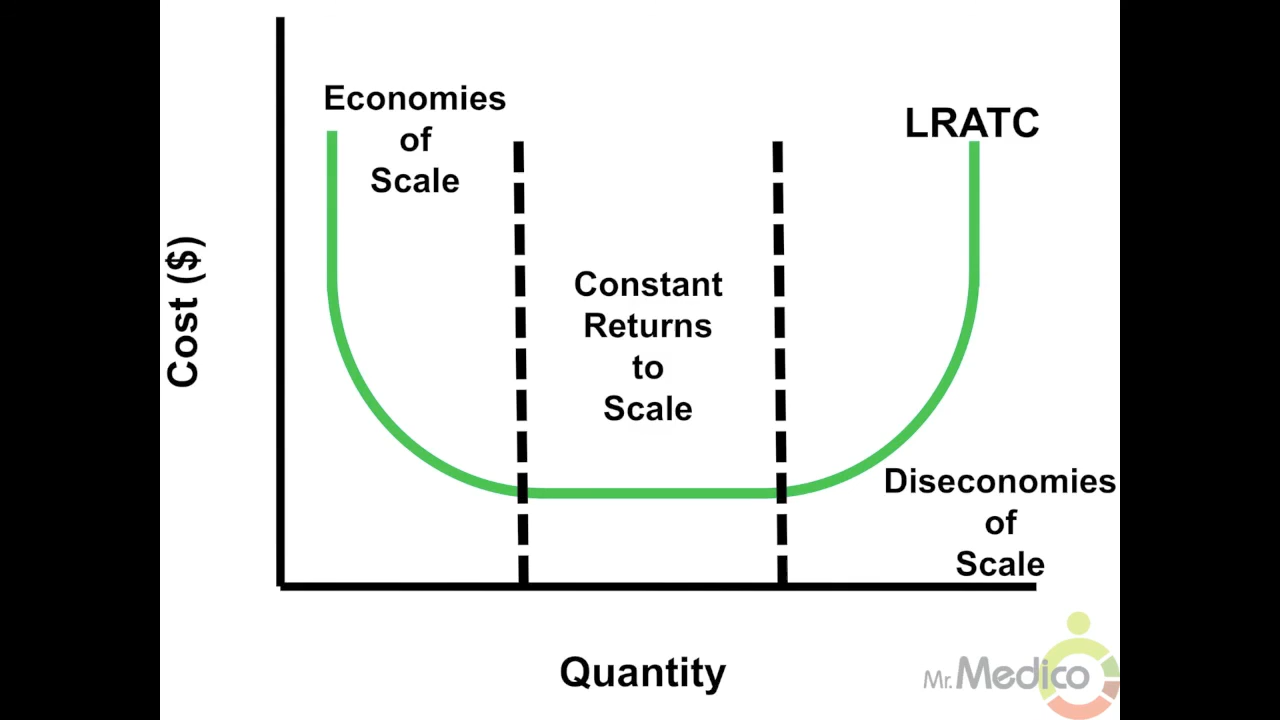 Economies
of
Scale
LRATC
Constant
Returns
to
Scale
Cost ($)
Diseconomies
of
Scale
Quantity
Mr. Medico